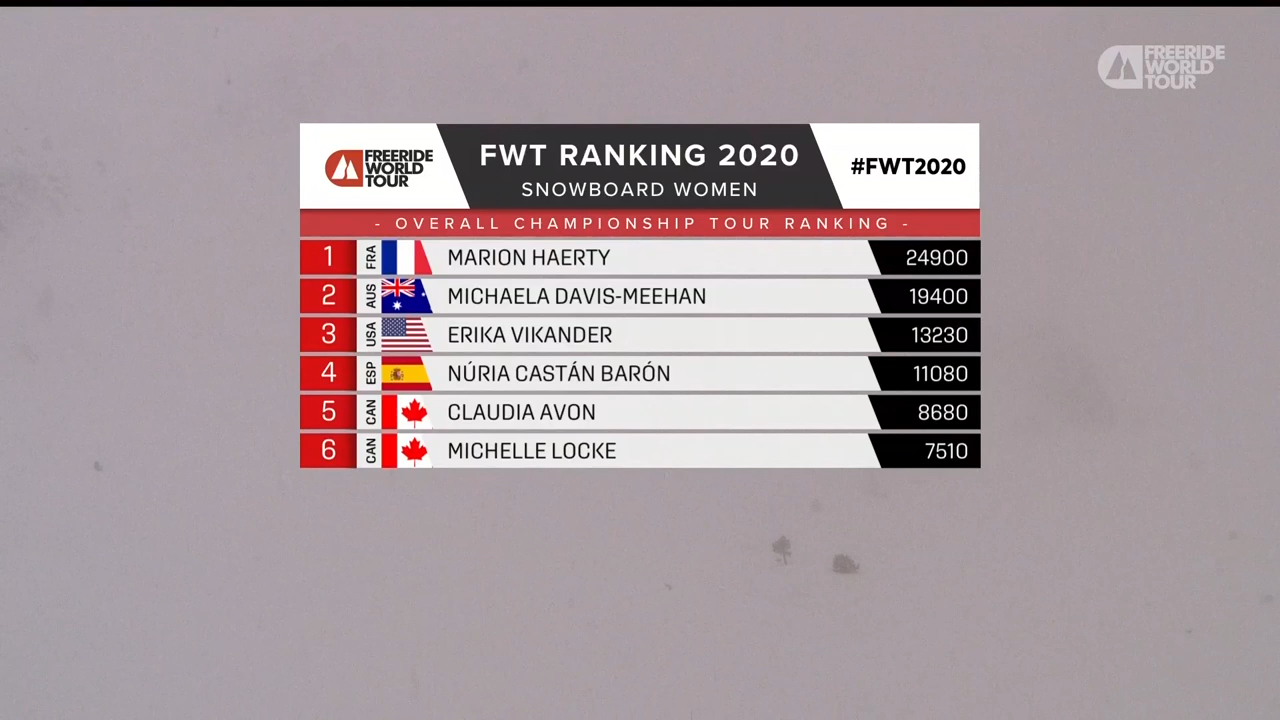 FREERIDE
WORLD
TOUR
FREERIDE
WORLD
TOUR
FWT RANKING 2020
SNOWBOARD WOMEN
#FWT2020
- OVERALL CHAMPIONSHIP TOUR RANKING -
1 FRA MARION HAERTY 24900
2 AUS MICHAELA DAVIS-MEEHAN 19400
3 USA ERIKA VIKANDER 13230
4 ESP NÚRIA CASTÁN BARÓN 11080
5 CAN CLAUDIA AVON 8680
6 CAN MICHELLE LOCKE 7510